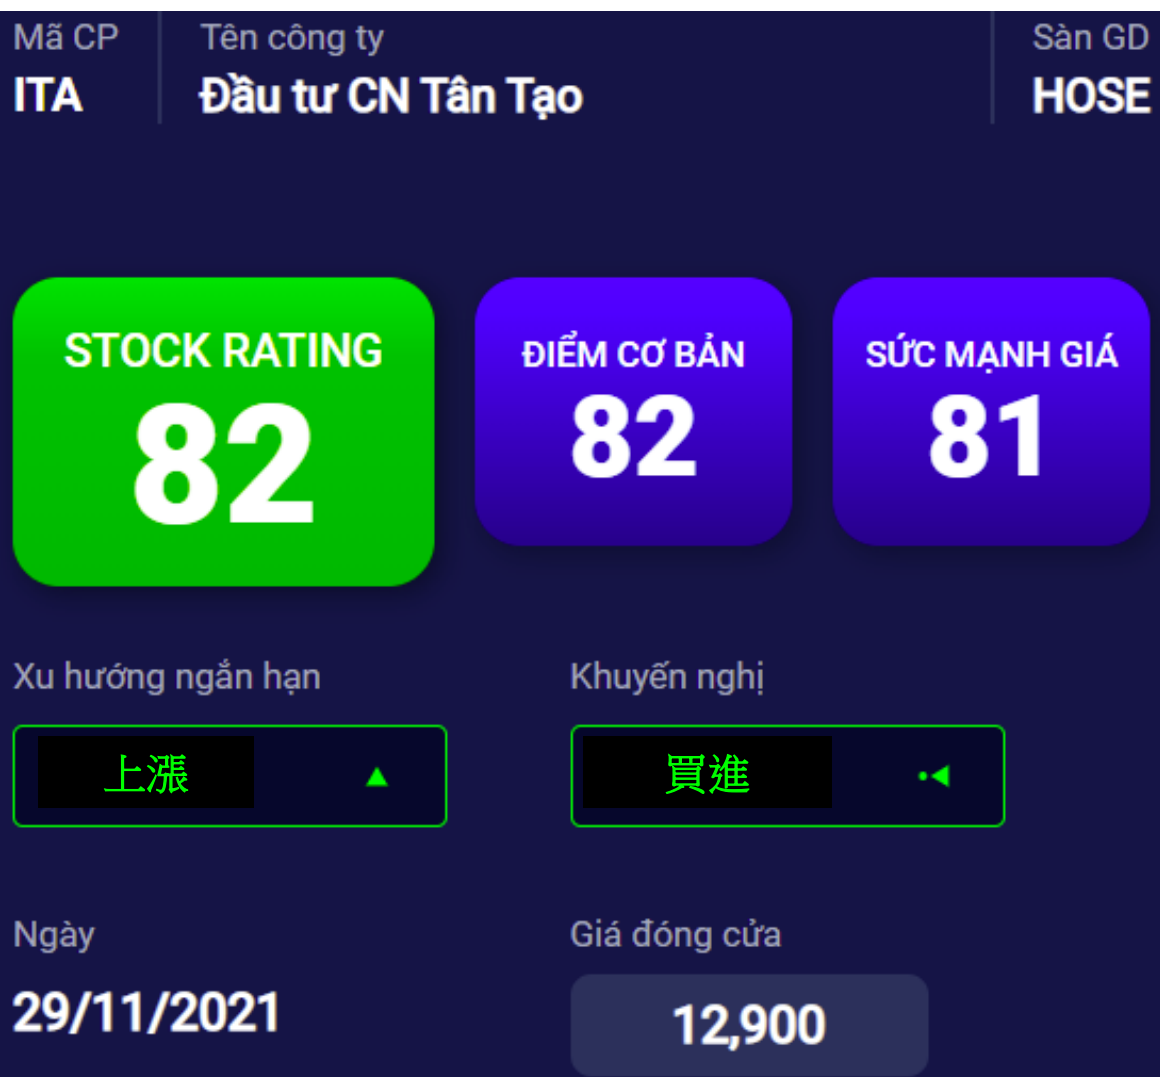 Mã CP
ITA
Tên công ty
Đầu tư CN Tân Tạo
Sàn GD
HOSE
STOCK RATING
82
ĐIỂM CƠ BẢN
82
SỨC MẠNH GIÁ
81
Xu hướng ngắn hạn
上漲
Khuyến nghị
買進
Ngày
29/11/2021
Giá đóng cửa
12,900